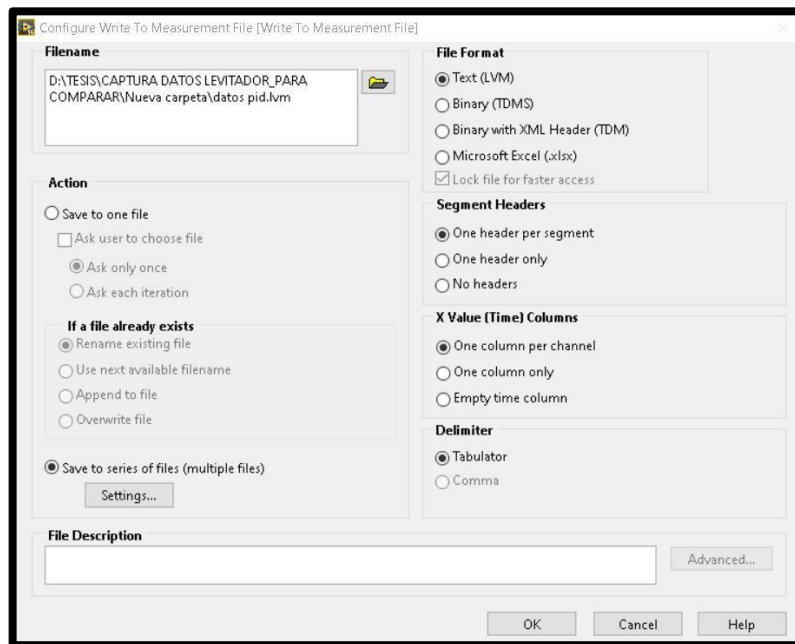 Configure Write To Measurement File [Write To Measurement File]
Filename
D:\TESIS\CAPTURA DATOS LEVITADOR_PARA
COMPARAR\Nueva carpeta\datos pid.lvm
Action
Save to one file
Ask user to choose file
Ask only once
Ask each iteration
If a file already exists
Rename existing file
Use next available filename
Append to file
Overwrite file
Save to series of files (multiple files)
Settings...
File Format
Text (LVM)
Binary (TDMS)
Binary with XML Header (TDM)
Microsoft Excel (.xlsx)
Lock file for faster access
Segment Headers
One header per segment
One header only
No headers
X Value (Time) Columns
One column per channel
One column only
Empty time column
Delimiter
Tabulator
Comma
File Description
Advanced...
OK
Cancel
Help